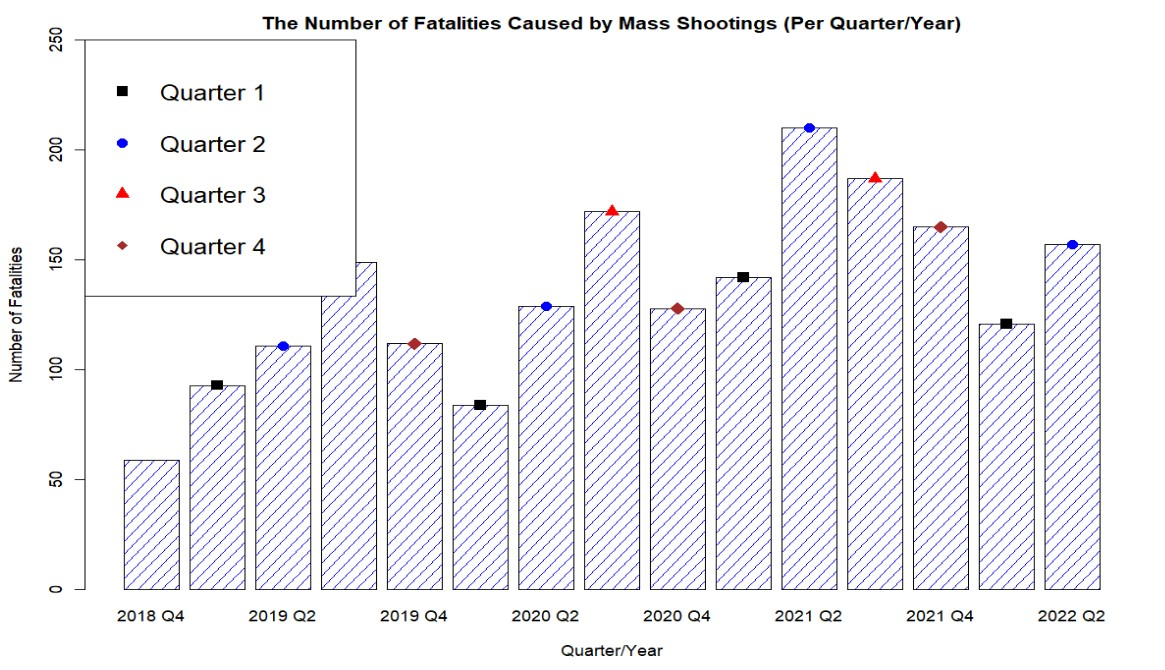 The Number of Fatalities Caused by Mass Shootings (Per Quarter/Year)
Quarter 1
Quarter 2
Quarter 3
Quarter 4
Number of Fatalities
250
200
150
100
50
0
2018 Q4 2019 Q2 2019 Q4 2020 Q2 2020 Q4 2021 Q2 2021 Q4 2022 Q2
Quarter/Year